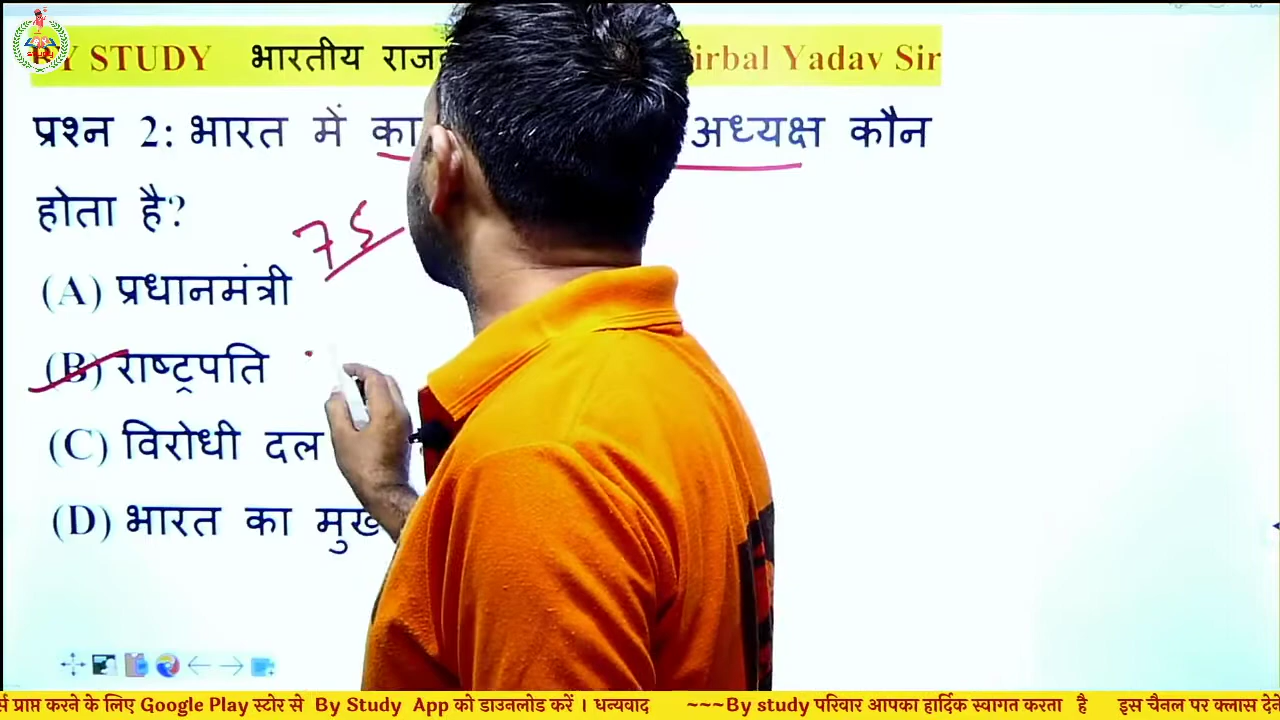 BY STUDY भारतीय Yadav Sir
प्रश्न 2: भारत में अध्यक्ष कौन
होता है?
75
(A) प्रधानमंत्री
(B) राष्ट्रपति
(C) विरोधी दल
(D) भारत का
प्राप्त करने के लिए Google Play स्टोर से By Study App को डाउनलोड करें । धन्यवाद ~~~By study परिवार आपका हार्दिक स्वागत करता है इस चैनल पर क्लास देने